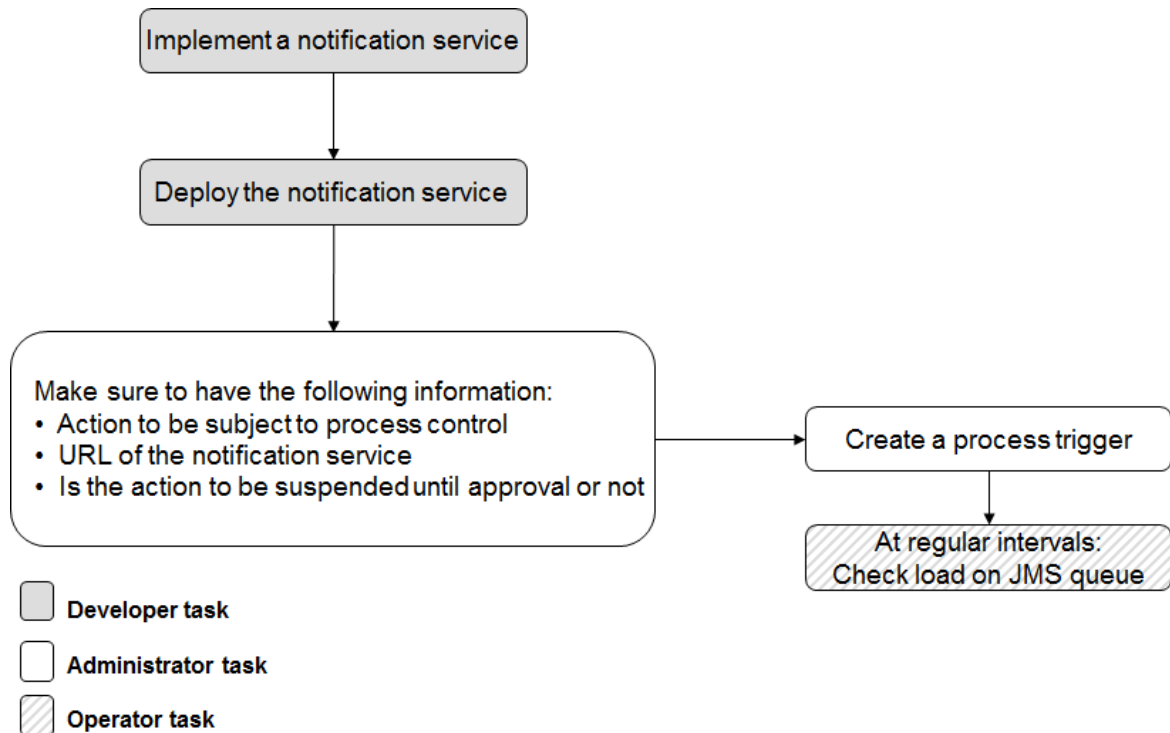 Implement a notification service
Deploy the notification service
Make sure to have the following information:
• Action to be subject to process control
• URL of the notification service
• Is the action to be suspended until approval or not
Create a process trigger
At regular intervals:
Check load on JMS queue
Developer task
Administrator task
Operator task